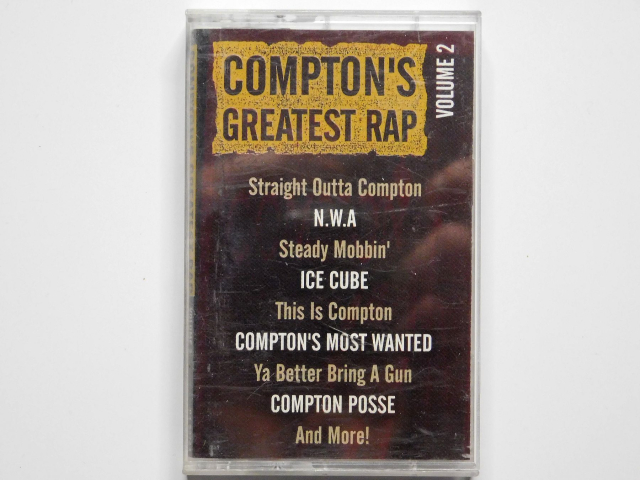 COMPTON'S
GREATEST RAP
VOLUME 2
Straight Outta Compton
N.W.A
Steady Mobbin'
ICE CUBE
This Is Compton
COMPTON'S MOST WANTED
Ya Better Bring A Gun
COMPTON POSSE
And More!